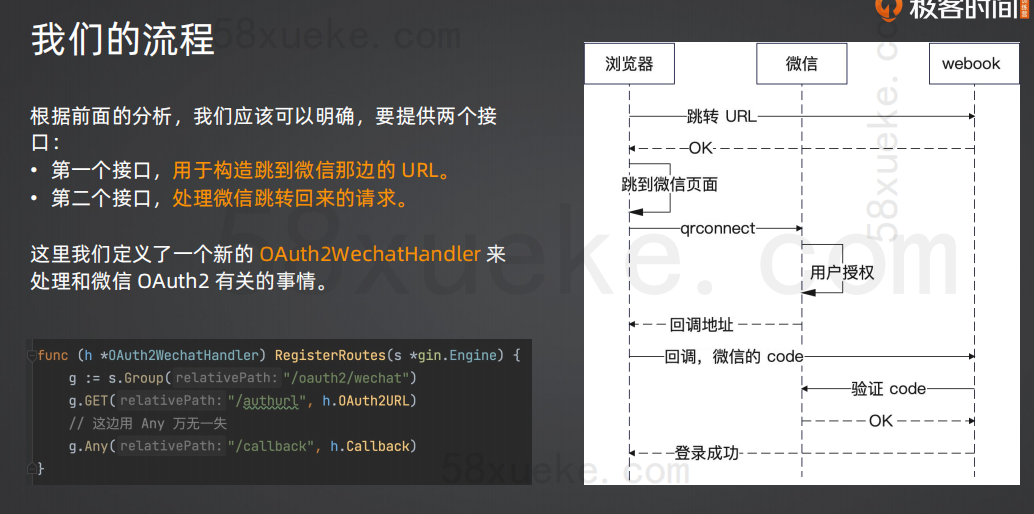 极客时间
我们的流程
58xueke.com
根据前面的分析，我们应该可以明确，要提供两个接
口：
• 第一个接口，用于构造跳到微信那边的 URL。
• 第二个接口，处理微信跳转回来的请求。
这里我们定义了一个新的 OAuth2WechatHandler 来
处理和微信 OAuth2 有关的事情。
func (h *OAuth2WechatHandler) RegisterRoutes(s *gin.Engine) {
g := s.Group( relativePath: "/oauth2/wechat")
g.GET( relativePath: "/authurl", h.OAuth2URL)
// 这边用 Any 万无一失
g.Any( relativePath: "/callback", h.Callback)
}
浏览器
微信
webook
跳转 URL
OK
跳到微信页面
qrconnect
用户授权
回调地址
回调，微信的 code
验证 code
OK
登录成功
58xueke.com
58xueke.com
58xueke.com